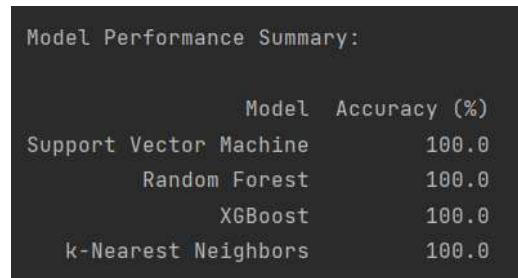 Model Performance Summary:
Model Accuracy (%)
Support Vector Machine 100.0
Random Forest 100.0
XGBoost 100.0
k-Nearest Neighbors 100.0